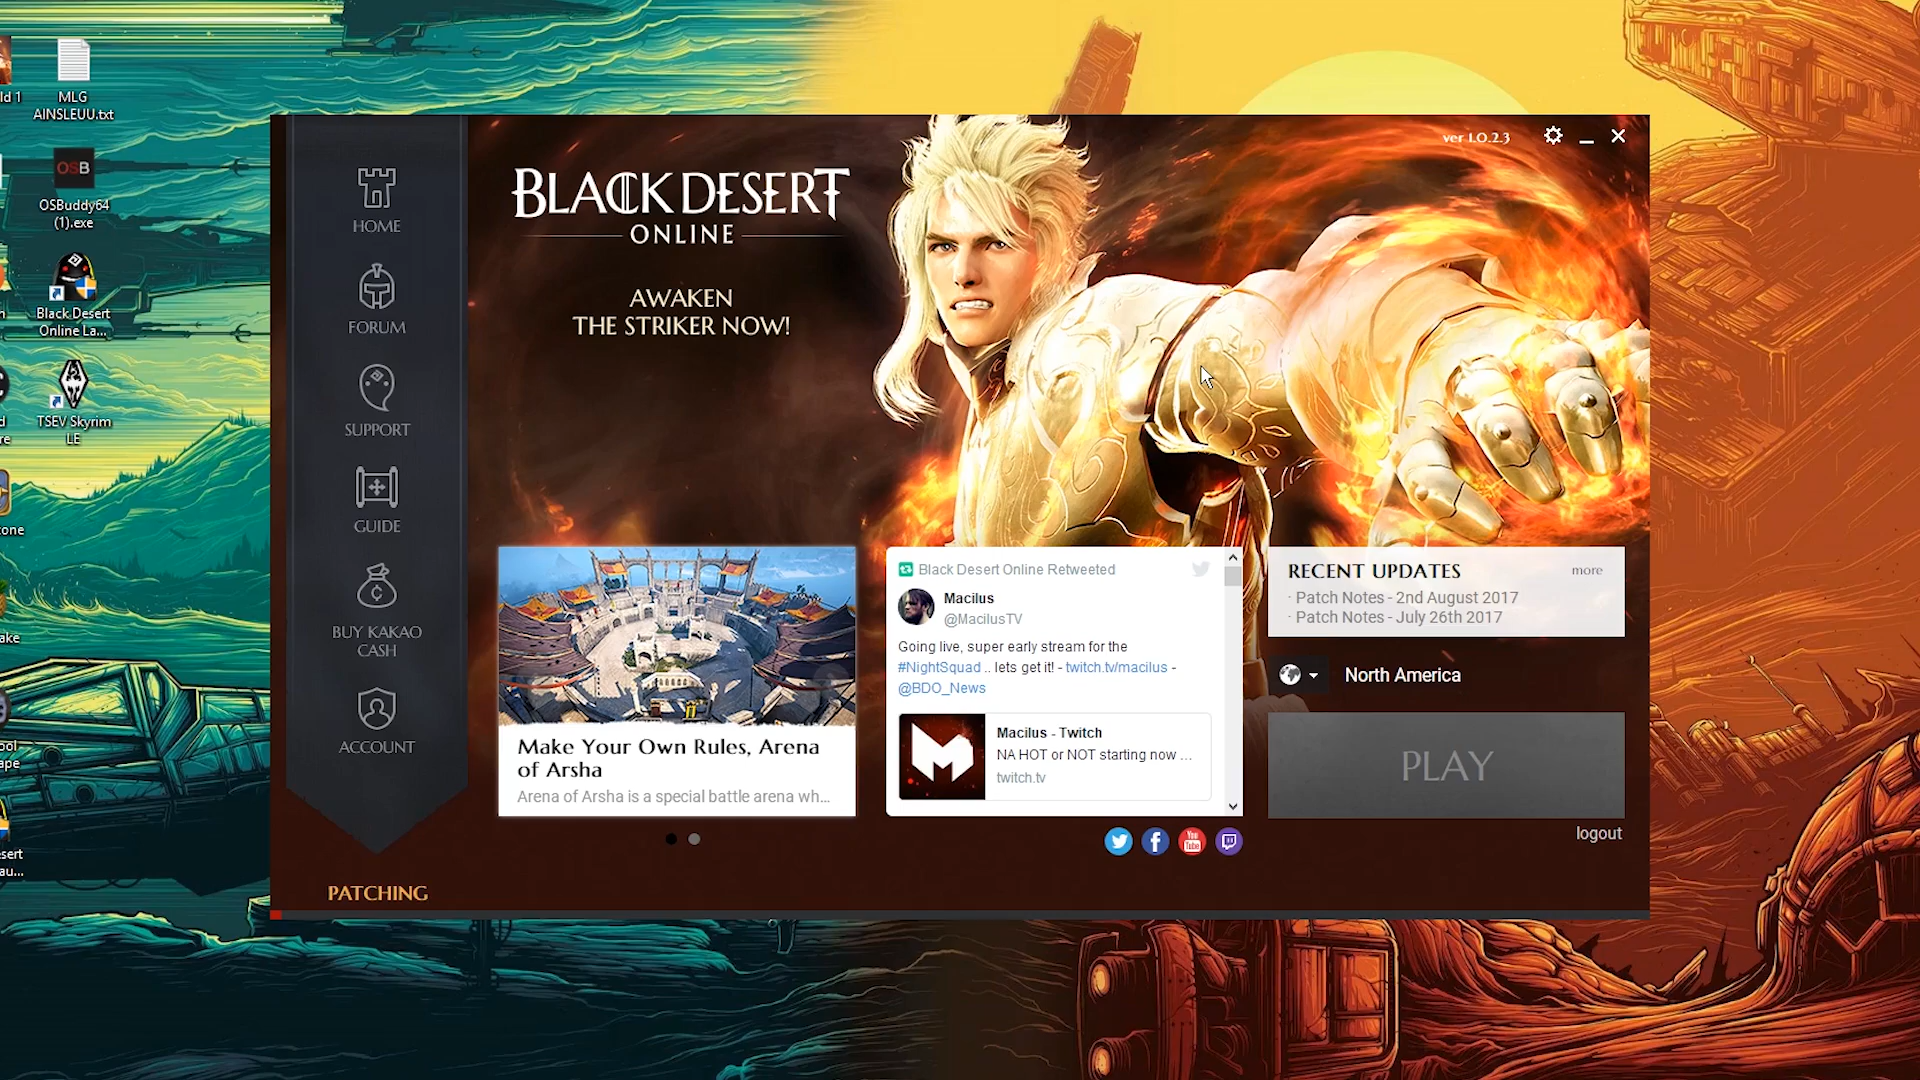 ld 1
MLG
AINSLEUU.txt
OSB
OSBuddy64
(1).exe
Black Desert
Online La...
TSEV Skyrim
LE
re
one
ake
ool
ape
esert
au...
HOME
FORUM
SUPPORT
GUIDE
BUY KAKAO
CASH
ACCOUNT
PATCHING
BLACK DESERT
ONLINE
AWAKEN
THE STRIKER NOW!
ver 1.0.2.3
Make Your Own Rules, Arena
of Arsha
Arena of Arsha is a special battle arena wh...
Black Desert Online Retweeted
Macilus
@MacilusTV
Going live, super early stream for the
#NightSquad .. lets get it! - twitch.tv/macilus -
@BDO_News
Macilus - Twitch
NA HOT or NOT starting now ...
twitch.tv
You
Tube
RECENT UPDATES more
· Patch Notes - 2nd August 2017
· Patch Notes - July 26th 2017
North America
PLAY
logout